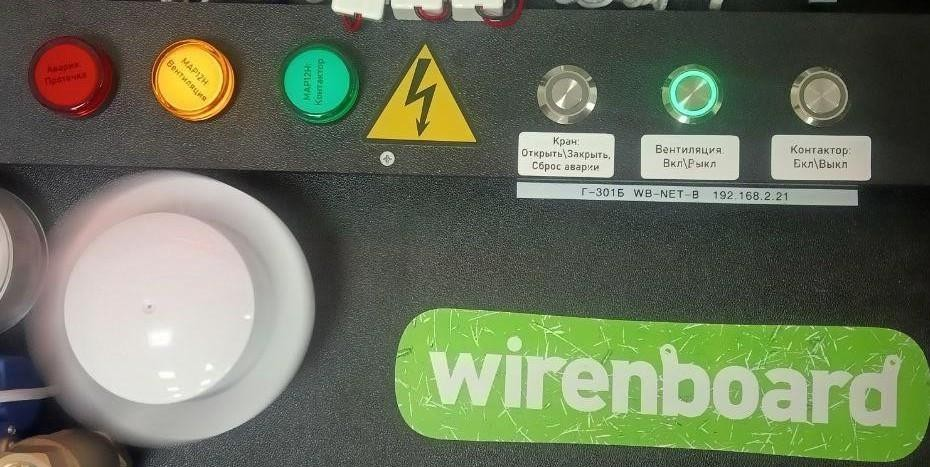 Авария:
Протечка
MAP12H:
Вентиляция
MAP12H:
Контактор
Кран:
Открыть\Закрыть,
Сброс аварии
Вентиляция:
Вкл\Выкл
Контактор:
Вкл\Выкл
Г-301Б WB-NET-B 192.168.2.21
wirenboard